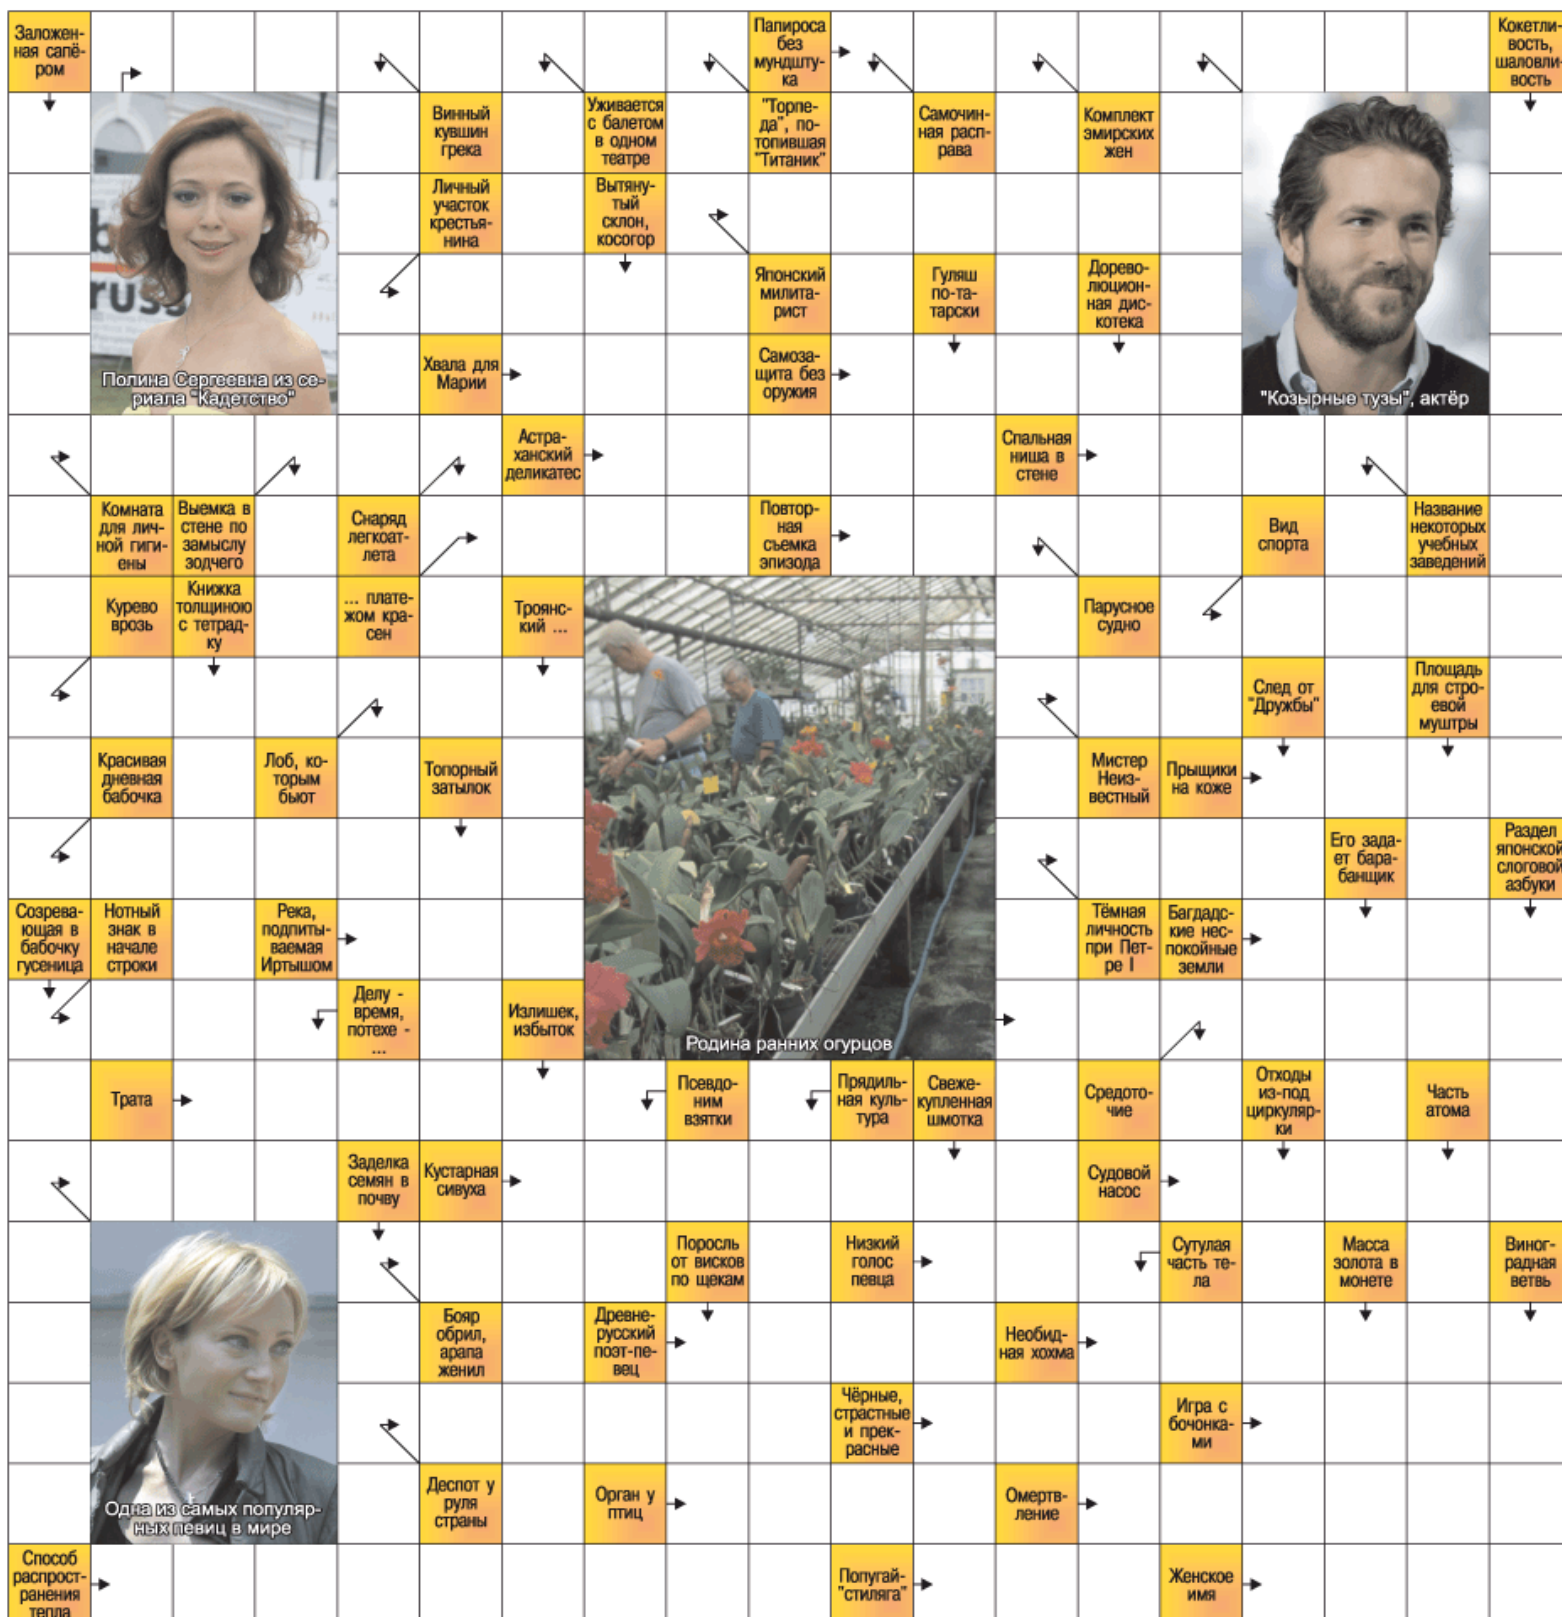 Заложен-
ная сапё-
ром
Папироса
без
мундшту-
ка
Кокетли-
вость,
шаловли-
вость
Винный
кувшин
грека
Уживается
с балетом
в одном
театре
"Торпе-
да", по-
топившая
"Титаник"
Самочин-
ная расп-
рава
Комплект
эмирских
жен
Личный
участок
крестья-
нина
Вытяну-
тый
склон,
косогор
Японский
милита-
рист
Гуляш
по-та-
тарски
Дорево-
люцион-
ная дис-
котека
Полина Сергеевна из се-
риала "Кадетство"
Хвала для
Марии
Самоза-
щита без
оружия
"Козырные тузы", актёр
Астра-
ханский
деликатес
Спальная
ниша в
стене
Комната
для лич-
ной гиги-
ены
Выемка в
стене по
замыслу
зодчего
Снаряд
легкоат-
лета
Повтор-
ная
съемка
эпизода
Вид
спорта
Название
некоторых
учебных
заведений
Курево
врозь
Книжка
толщиною
с тетрад-
ку
... плате-
жом кра-
сен
Троянс-
кий ...
Парусное
судно
След от
"Дружбы"
Площадь
для стро-
евой
муштры
Красивая
дневная
бабочка
Лоб, ко-
торым
бьют
Топорный
затылок
Мистер
Неиз-
вестный
Прыщики
на коже
Его зада-
ет бара-
банщик
Раздел
японской
слоговой
азбуки
Созрева-
ющая в
бабочку
гусеница
Нотный
знак в
начале
строки
Река,
подпиты-
ваемая
Иртышом
Тёмная
личность
при Пет-
ре I
Багдадс-
кие нес-
покойные
земли
Делу -
время,
потехе -
...
Излишек,
избыток
Родина ранних огурцов
Трата
Псевдо-
ним
взятки
Прядиль-
ная куль-
тура
Свеже-
купленная
шмотка
Средото-
чие
Отходы
из-под
циркуляр-
ки
Часть
атома
Заделка
семян в
почву
Кустарная
сивуха
Судовой
насос
Поросль
от висков
по щекам
Низкий
голос
певца
Сутулая
часть те-
ла
Масса
золота в
монете
Виног-
радная
ветвь
Бояр
обрил,
арапа
женил
Древне-
русский
поэт-пе-
вец
Необид-
ная хохма
Чёрные,
страстные
и прек-
расные
Игра с
бочонка-
ми
Одна из самых популяр-
ных певиц в мире
Деспот у
руля
страны
Орган у
птиц
Омертв-
ление
Способ
распрост-
ранения
тепла
Попугай-
"стиляга"
Женское
имя